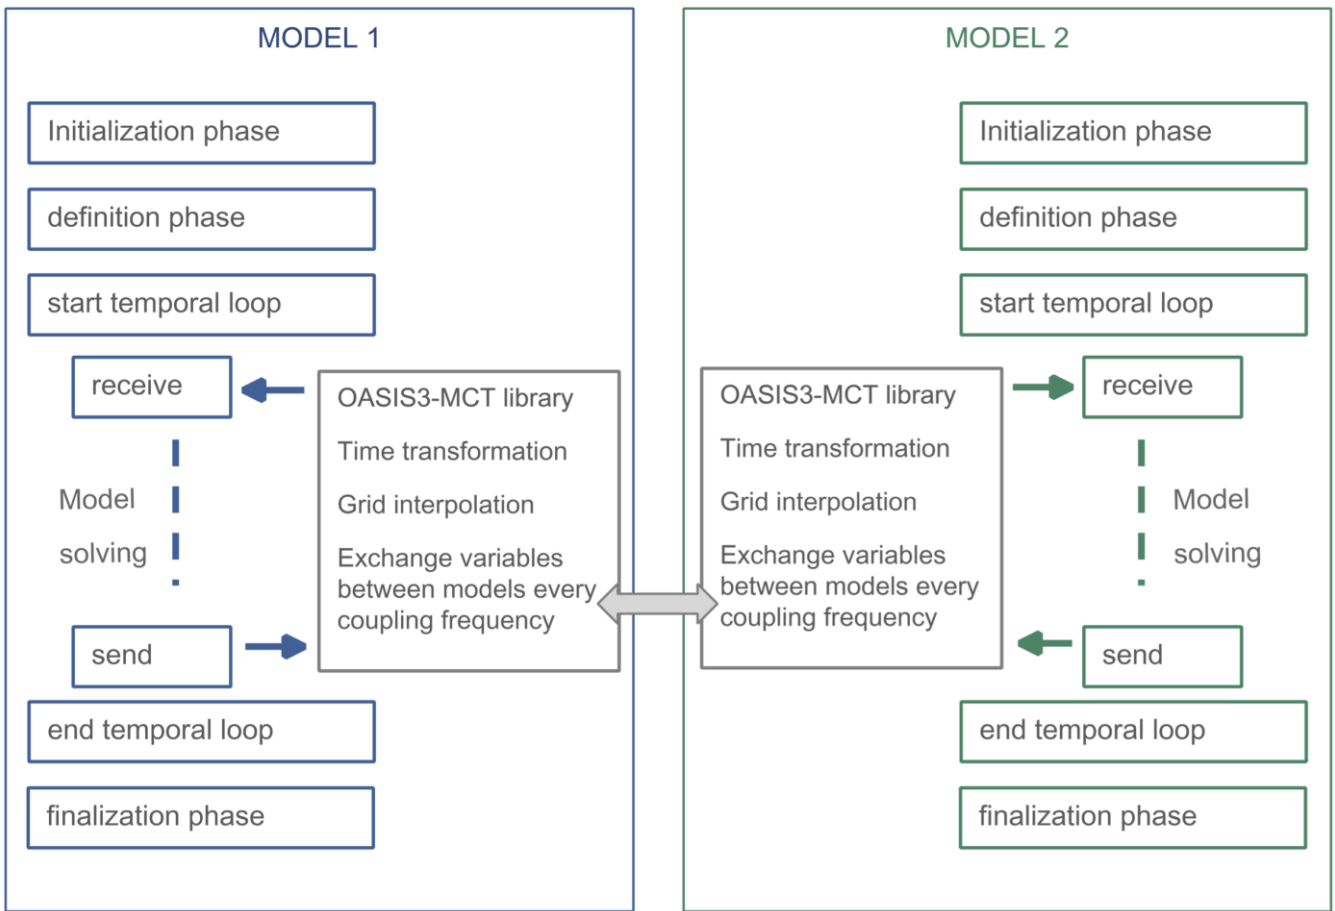 MODEL 1
Initialization phase
definition phase
start temporal loop
receive
Model
solving
send
end temporal loop
finalization phase
OASIS3-MCT library
Time transformation
Grid interpolation
Exchange variables
between models every
coupling frequency
MODEL 2
Initialization phase
definition phase
start temporal loop
OASIS3-MCT library
Time transformation
Grid interpolation
Exchange variables
between models every
coupling frequency
receive
Model
solving
send
end temporal loop
finalization phase